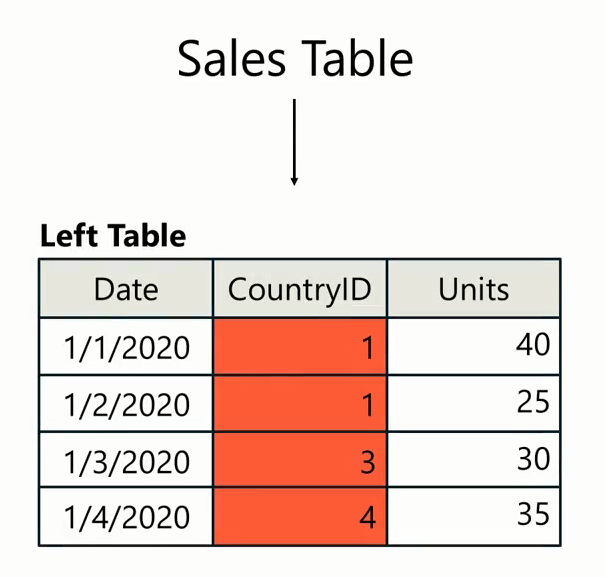 Sales Table
Left Table
Date CountryID Units
1/1/2020 1 40
1/2/2020 1 25
1/3/2020 3 30
1/4/2020 4 35